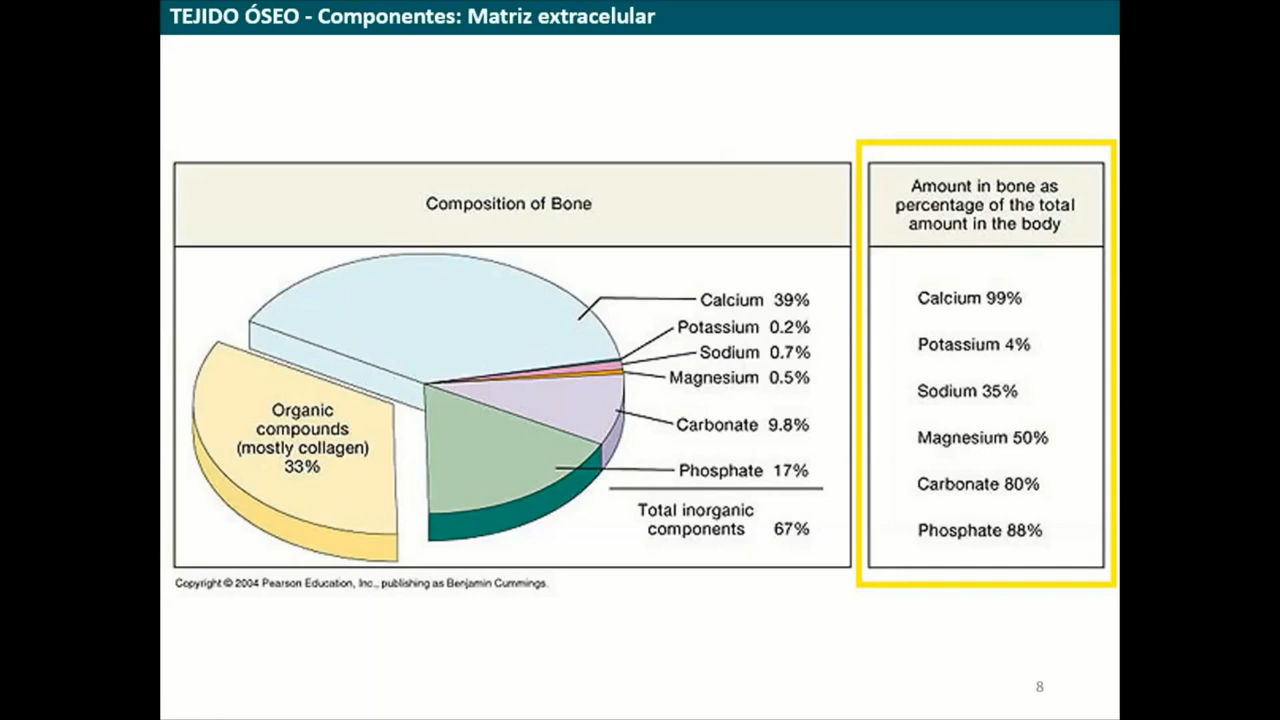 TEJIDO ÓSEO - Componentes: Matriz extracelular
Composition of Bone
Calcium 39%
Potassium 0.2%
Sodium 0.7%
Magnesium 0.5%
Carbonate 9.8%
Phosphate 17%
Total inorganic
components 67%
Organic
compounds
(mostly collagen)
33%
Amount in bone as
percentage of the total
amount in the body
Calcium 99%
Potassium 4%
Sodium 35%
Magnesium 50%
Carbonate 80%
Phosphate 88%
Copyright © 2004 Pearson Education, Inc., publishing as Benjamin Cummings.
8